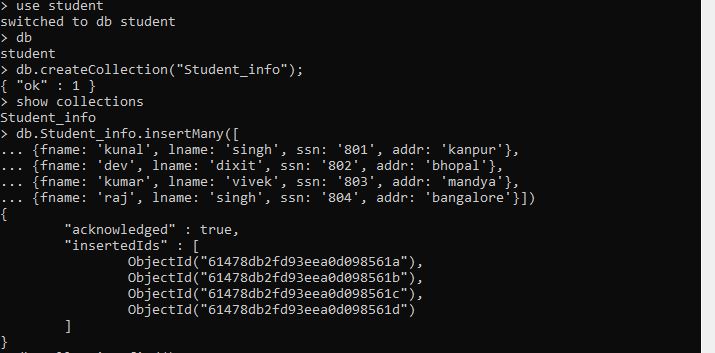 > use student
switched to db student
> db
student
> db.createCollection("Student_info");
{ "ok" : 1 }
> show collections
Student_info
> db.Student_info.insertMany([
... {fname: 'kunal', lname: 'singh', ssn: '801', addr: 'kanpur'},
... {fname: 'dev', lname: 'dixit', ssn: '802', addr: 'bhopal'},
... {fname: 'kumar', lname: 'vivek', ssn: '803', addr: 'mandya'},
... {fname: 'raj', lname: 'singh', ssn: '804', addr: 'bangalore'}])
{
"acknowledged" : true,
"insertedIds" : [
ObjectId("61478db2fd93eea0d098561a"),
ObjectId("61478db2fd93eea0d098561b"),
ObjectId("61478db2fd93eea0d098561c"),
ObjectId("61478db2fd93eea0d098561d")
]
}